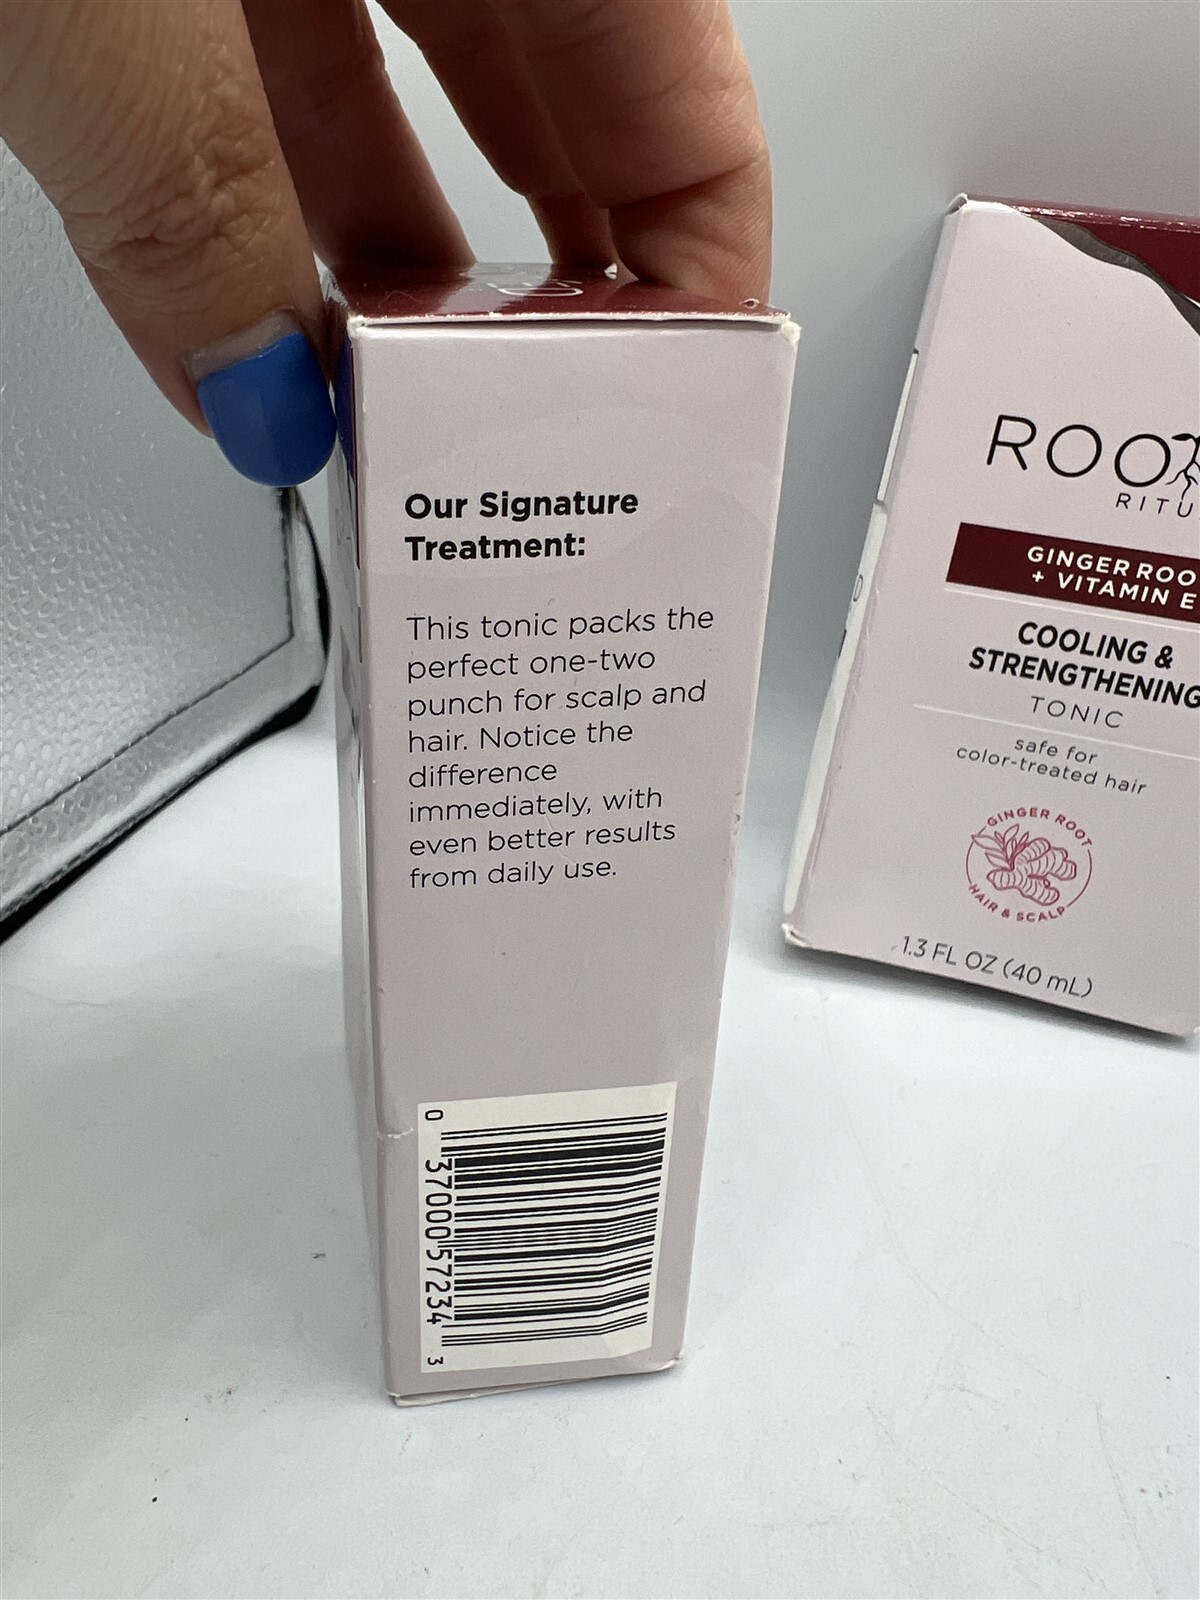 Our Signature
Treatment:
This tonic packs the
perfect one-two
punch for scalp and
hair. Notice the
difference
immediately, with
even better results
from daily use.
0 37000 57234 3
ROO
RITU
GINGER ROO
+ VITAMIN E
COOLING &
STRENGTHENING
TONIC
safe for
color-treated hair
GINGER ROOT
HAIR & SCALP
1.3 FL OZ (40 mL)